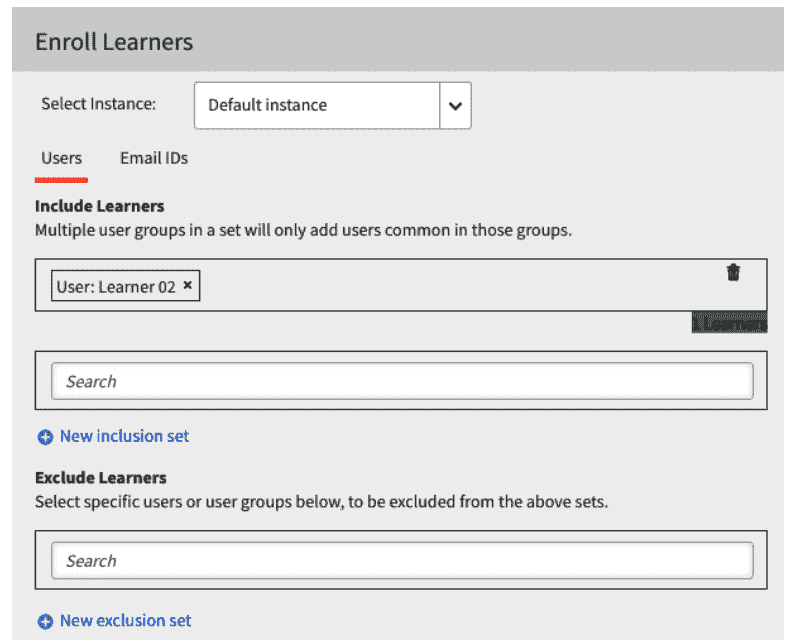 Enroll Learners
Select Instance: Default instance
Users Email IDs
Include Learners
Multiple user groups in a set will only add users common in those groups.
User: Learner 02 ×
1 Learners
Search
New inclusion set
Exclude Learners
Select specific users or user groups below, to be excluded from the above sets.
Search
New exclusion set